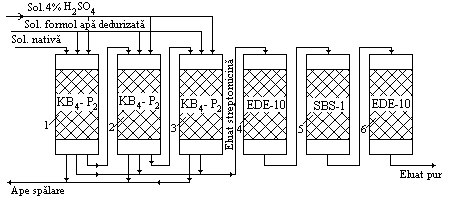 Sol.4% H₂SO₄
Sol. formol apă dedurizată
Sol. nativă
KB₄- P₂
KB₄- P₂
KB₄- P₂
Eluat streptomicină
EDE-10
SBS-1
EDE-10
1
2
3
4
5
6
Ape spălare
Eluat pur